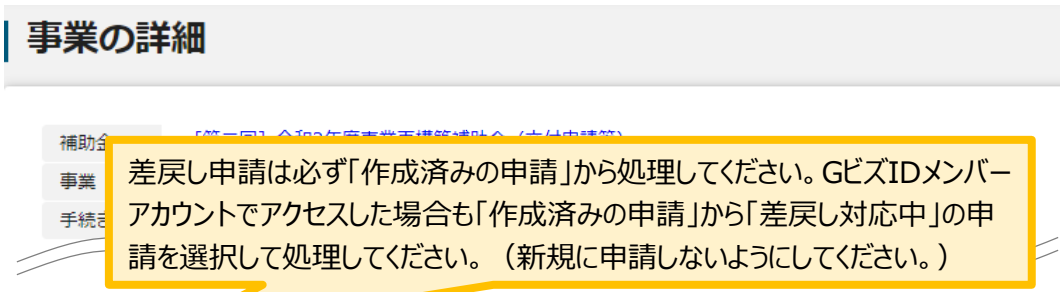 事業の詳細
補助金
事業
手続き
差戻し申請は必ず「作成済みの申請」から処理してください。GビズIDメンバー
アカウントでアクセスした場合も「作成済みの申請」から「差戻し対応中」の申
請を選択して処理してください。（新規に申請しないようにしてください。）